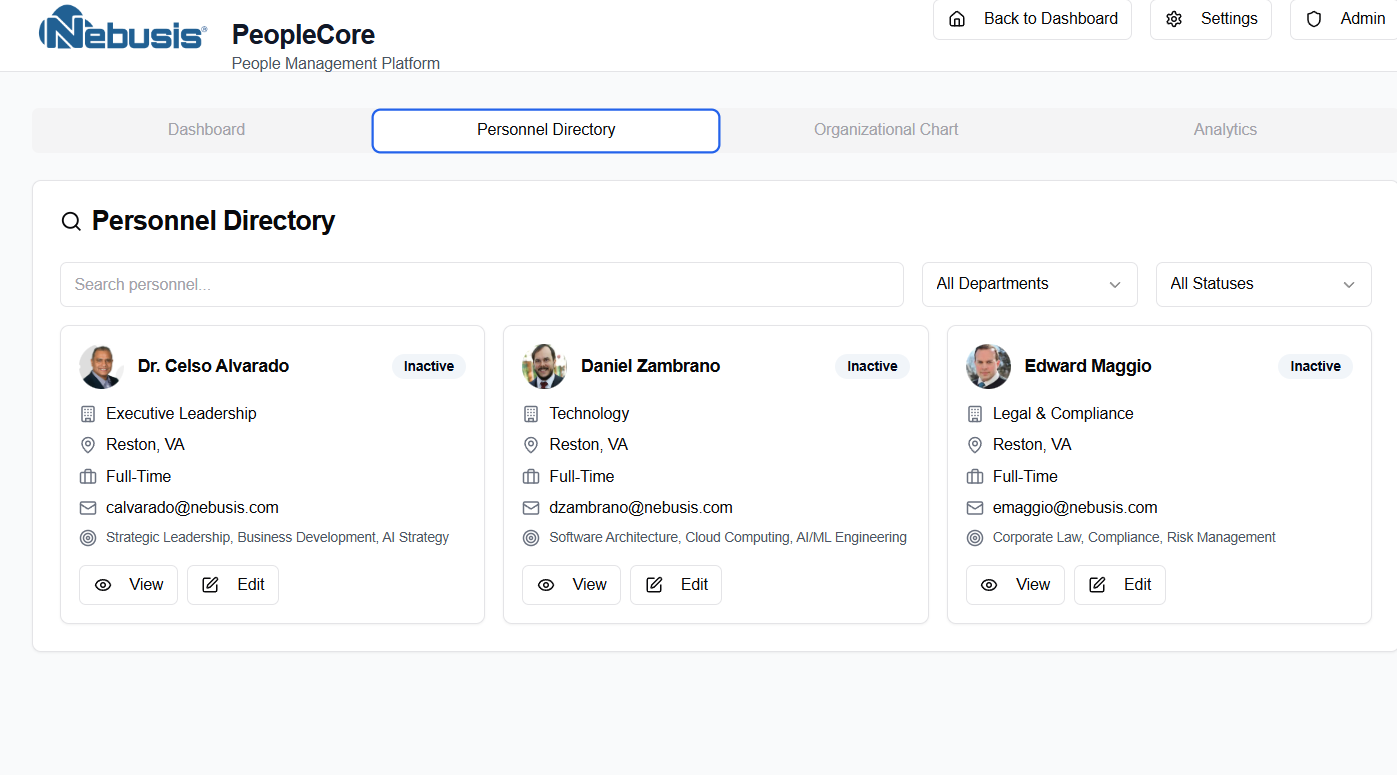 Nebusis®
PeopleCore
People Management Platform
Back to Dashboard
Settings
Admin
Dashboard
Personnel Directory
Organizational Chart
Analytics
Personnel Directory
Search personnel...
All Departments
All Statuses
Dr. Celso Alvarado
Inactive
Executive Leadership
Reston, VA
Full-Time
calvarado@nebusis.com
Strategic Leadership, Business Development, AI Strategy
View
Edit
Daniel Zambrano
Inactive
Technology
Reston, VA
Full-Time
dzambrano@nebusis.com
Software Architecture, Cloud Computing, AI/ML Engineering
View
Edit
Edward Maggio
Inactive
Legal & Compliance
Reston, VA
Full-Time
emaggio@nebusis.com
Corporate Law, Compliance, Risk Management
View
Edit